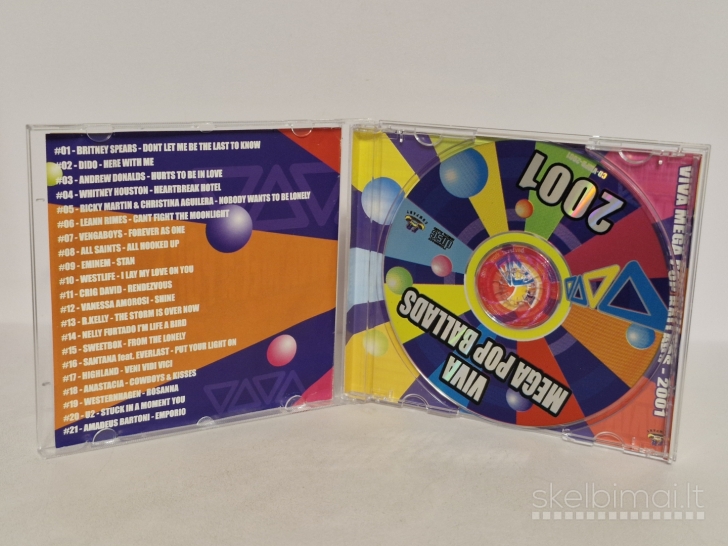 #01 - BRITNEY SPEARS - DONT LET ME BE THE LAST TO KNOW
#02 - DIDO - HERE WITH ME
#03 - ANDREW DONALDS - HURTS TO BE IN LOVE
#04 - WHITNEY HOUSTON - HEARTBREAK HOTEL
#05 - RICKY MARTIN & CHRISTINA AGUILERA - NOBODY WANTS TO BE LONELY
#06 - LEANN RIMES - CANT FIGHT THE MOONLIGHT
#07 - VENGABOYS - FOREVER AS ONE
#08 - ALL SAINTS - ALL HOOKED UP
#09 - EMINEM - STAN
#10 - WESTLIFE - I LAY MY LOVE ON YOU
#11 - CRIG DAVID - RENDEZVOUS
#12 - VANESSA AMOROSI - SHINE
#13 - R.KELLY - THE STORM IS OVER NOW
#14 - NELLY FURTADO I'M LIFE A BIRD
#15 - SWEETBOX - FROM THE LONELY
#16 - SANTANA feat. EVERLAST - PUT YOUR LIGHT ON
#17 - HIGHLAND - VENI VIDI VICI
#18 - ANASTACIA - COWBOYS & KISSES
#19 - WESTERNHAGEN - ROSANNA
#20 - U2 - STUCK IN A MOMENT YOU
#21 - AMADEUS BARTONI - EMPORIO
2001
VIVA
MEGA POP BALLADS
VIVA MEGA POP BALLADS - 2001
skelbimai.lt